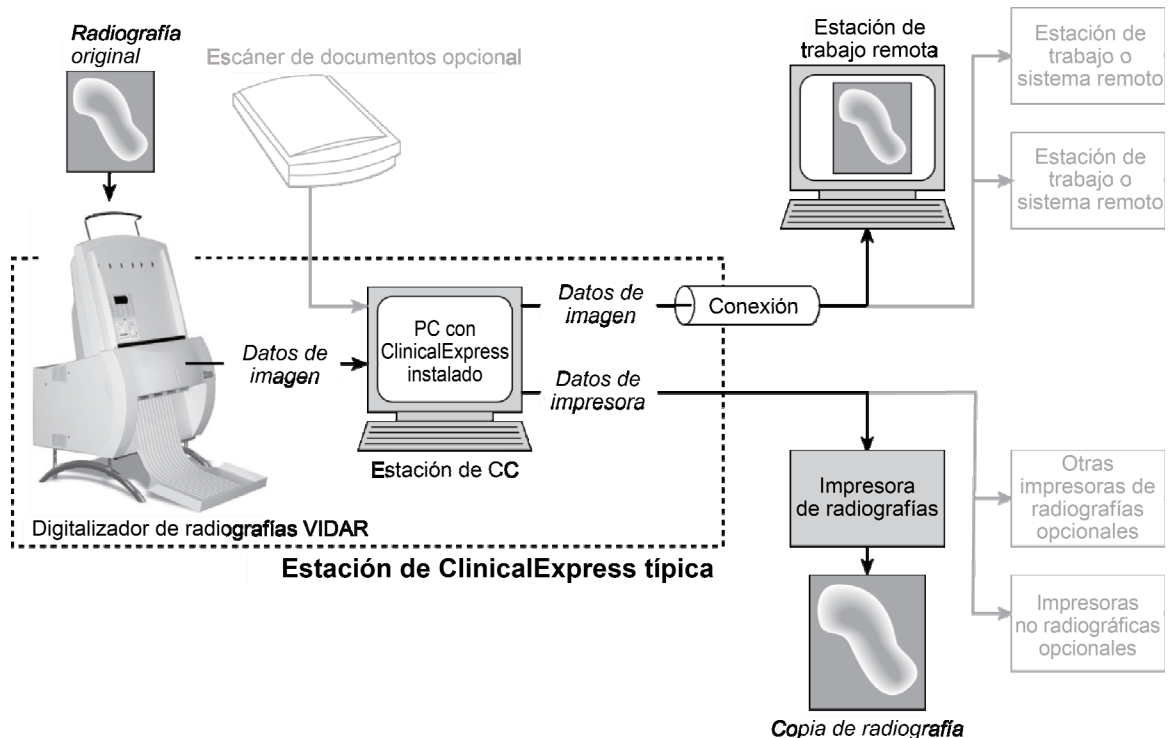 Radiografía
original
Escáner de documentos opcional
Estación de
trabajo remota
Estación de
trabajo o
sistema remoto
Estación de
trabajo o
sistema remoto
Datos de
imagen
PC con
ClinicalExpress
instalado
Datos de
imagen
Conexión
Datos de
impresora
Estación de CC
Digitalizador de radiografías VIDAR
Estación de ClinicalExpress típica
Impresora
de radiografías
Otras
impresoras de
radiografías
opcionales
Impresoras
no radiográficas
opcionales
Copia de radiografía